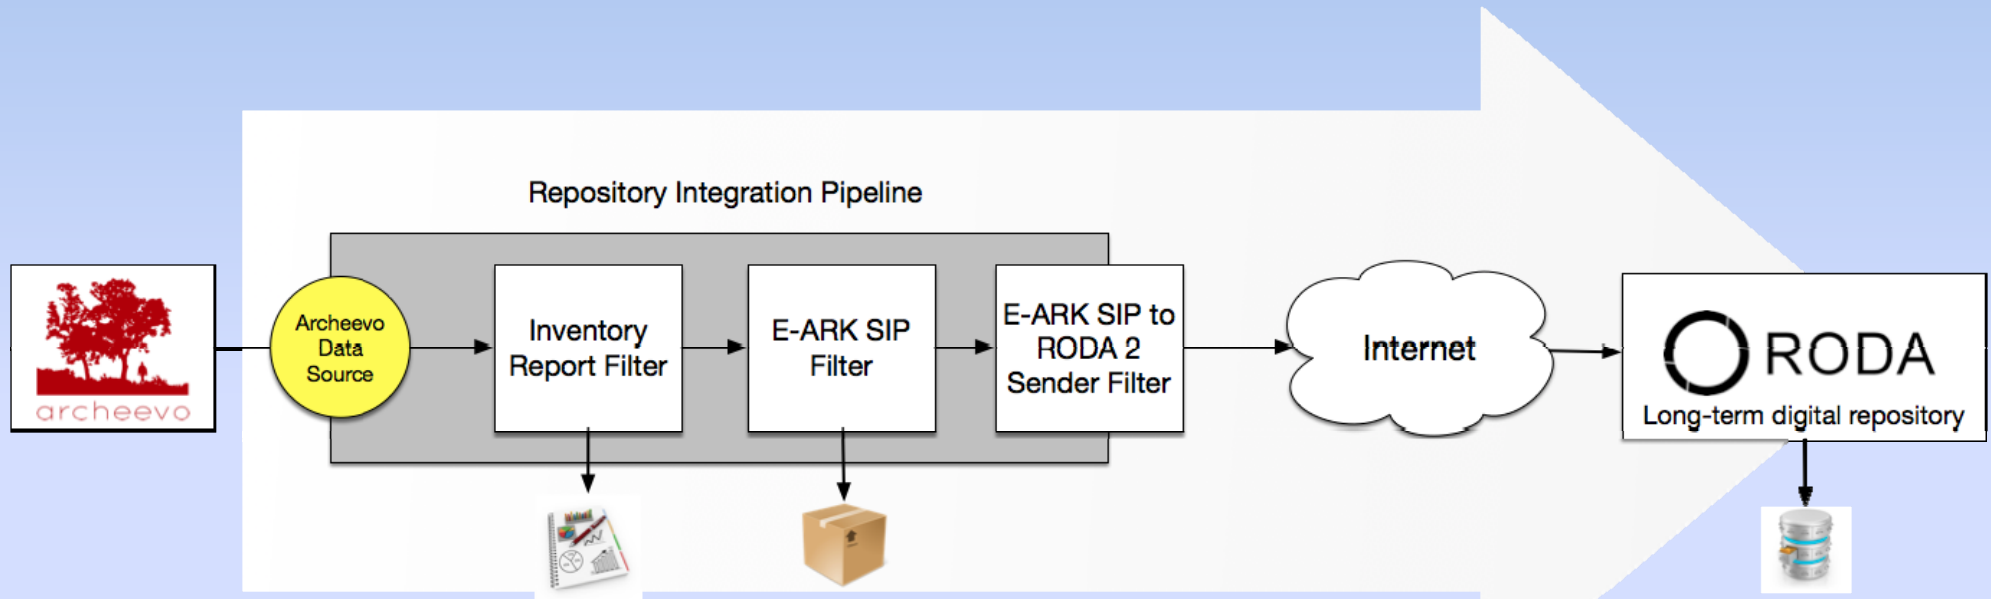 Repository Integration Pipeline
archeevo
Archeevo
Data
Source
Inventory
Report Filter
E-ARK SIP
Filter
E-ARK SIP to
RODA 2
Sender Filter
Internet
RODA
Long-term digital repository